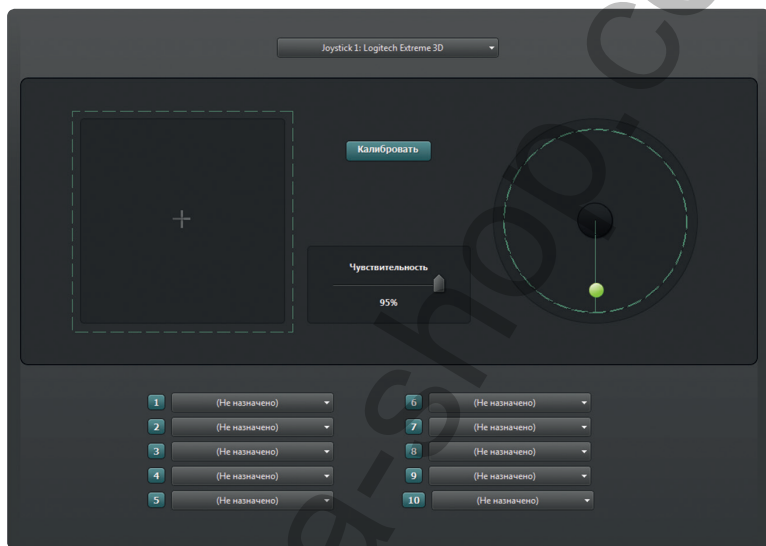 Joystick 1: Logitech Extreme 3D
Калибровать
Чувствительность
95%
1 (Не назначено) 6 (Не назначено)
2 (Не назначено) 7 (Не назначено)
3 (Не назначено) 8 (Не назначено)
4 (Не назначено) 9 (Не назначено)
5 (Не назначено) 10 (Не назначено)
a-shop.co